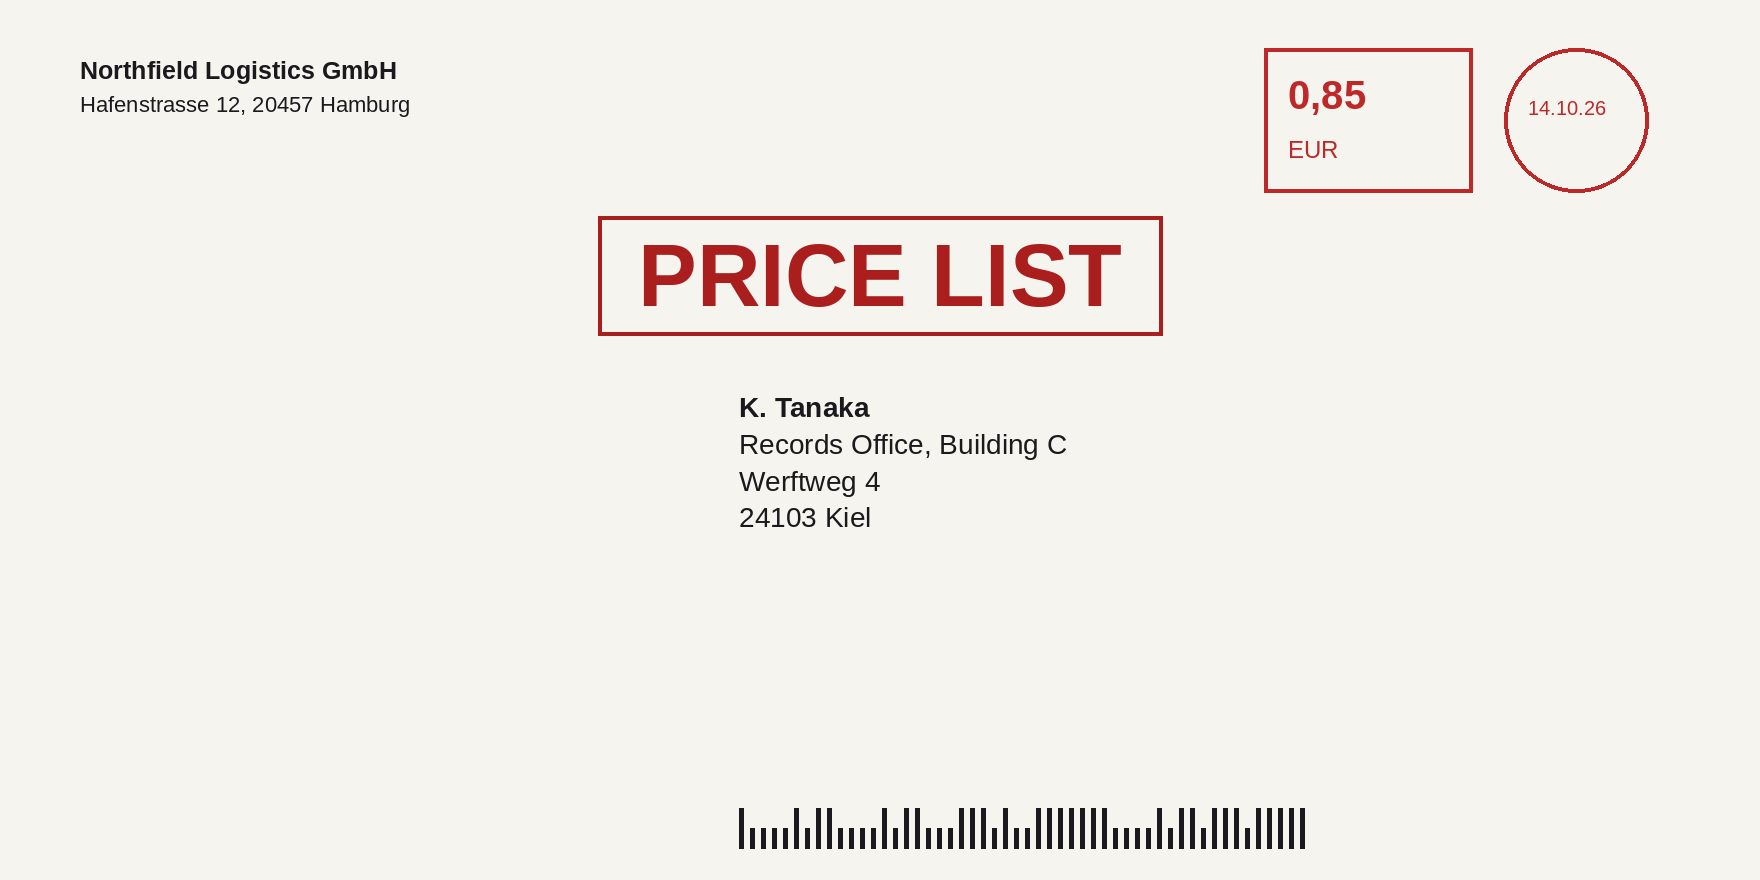 Northfield Logistics GmbH
Hafenstrasse 12, 20457 Hamburg
0,85
EUR
14.10.26
PRICE LIST
K. Tanaka
Records Office, Building C
Werftweg 4
24103 Kiel